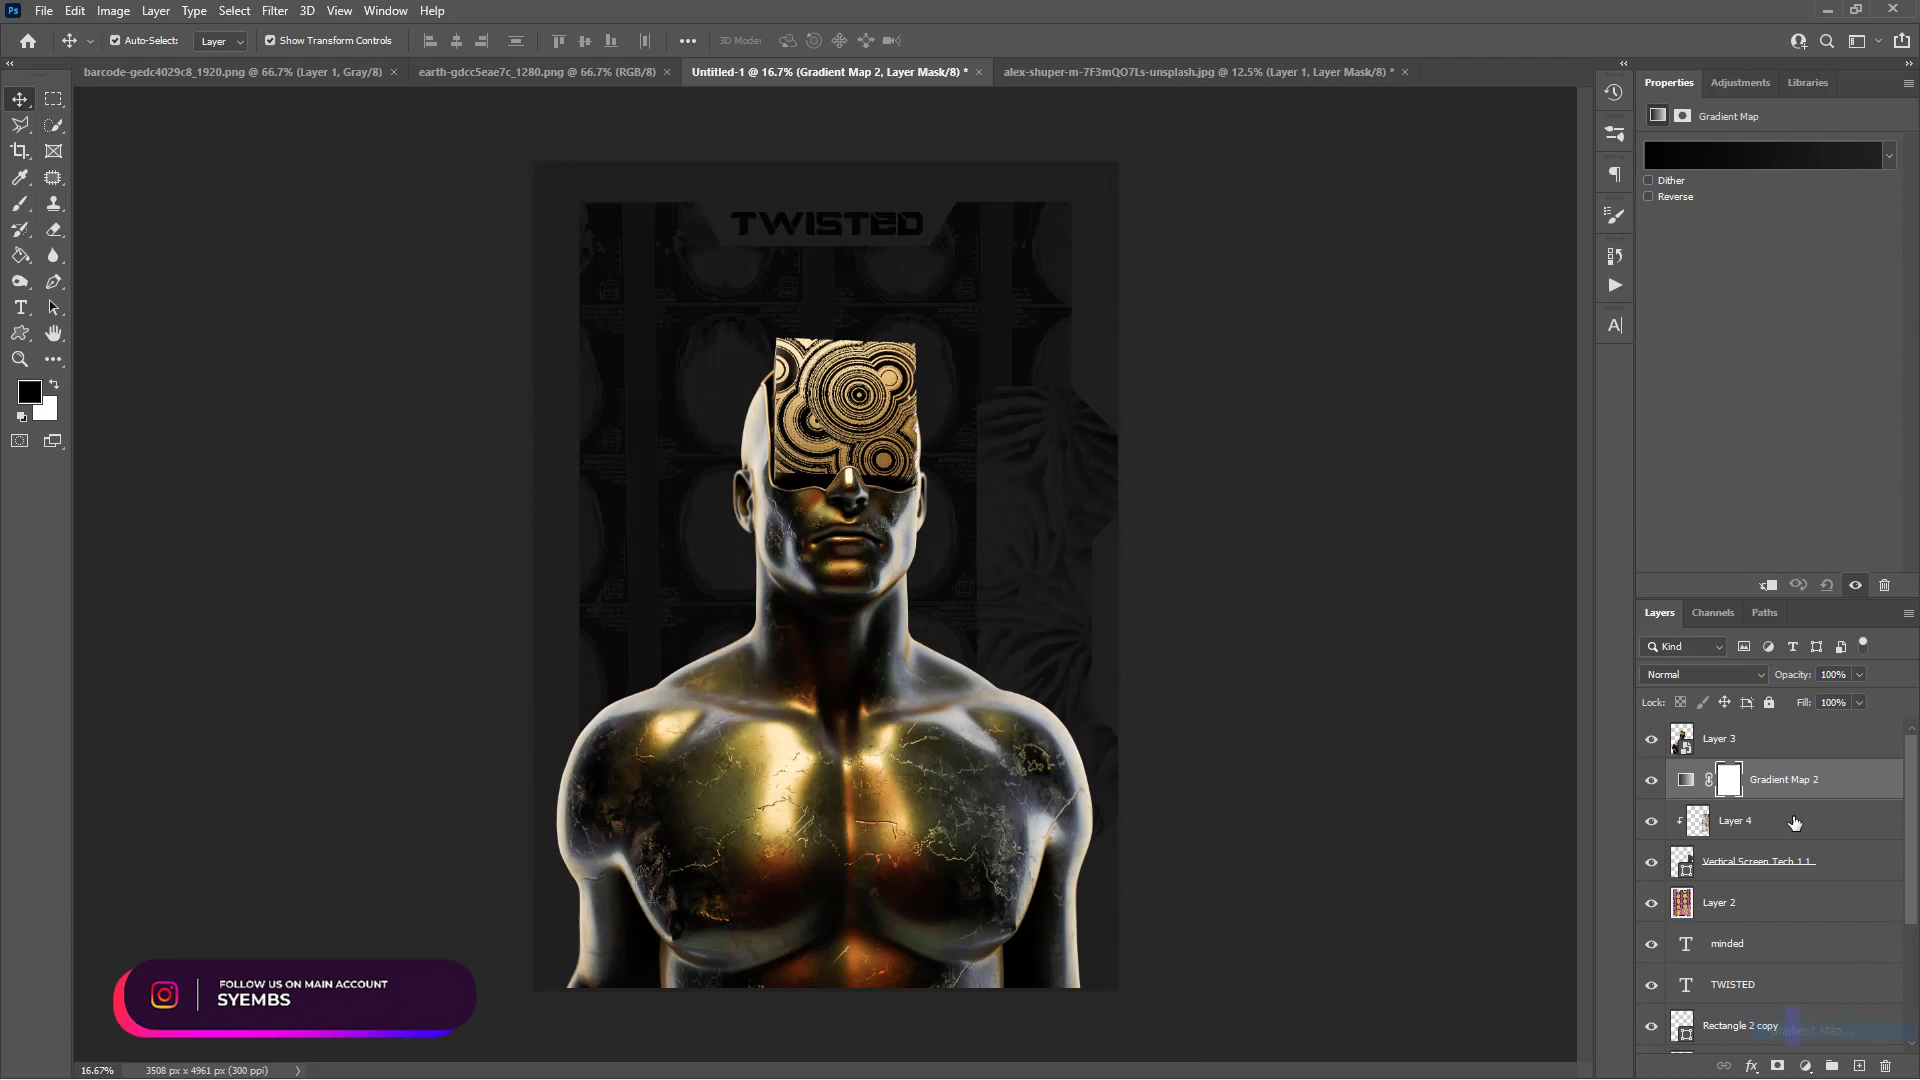 Ps File Edit Image Layer Type Select Filter 3D View Window Help
Auto-Select: Layer Show Transform Controls 3D Mode:
barcode-gedc4029c8_1920.png @ 66.7% (Layer 1, Gray/8) earth-gdcc5eae7c_1280.png @ 66.7% (RGB/8) Untitled-1 @ 16.7% (Gradient Map 2, Layer Mask/8) * alex-shuper-m-7F3mQO7Ls-unsplash.jpg @ 12.5% (Layer 1, Layer Mask/8) *
Properties Adjustments Libraries
Gradient Map
Dither
Reverse
TWISTED
Layers Channels Paths
Kind
Normal Opacity: 100%
Lock: Fill: 100%
Layer 3
Gradient Map 2
Layer 4
Vertical Screen Tech 1 1
Layer 2
minded
TWISTED
Rectangle 2 copy
Gradient Map...
FOLLOW US ON MAIN ACCOUNT
SYEMBS
16.67% 3508 px x 4961 px (300 ppi)